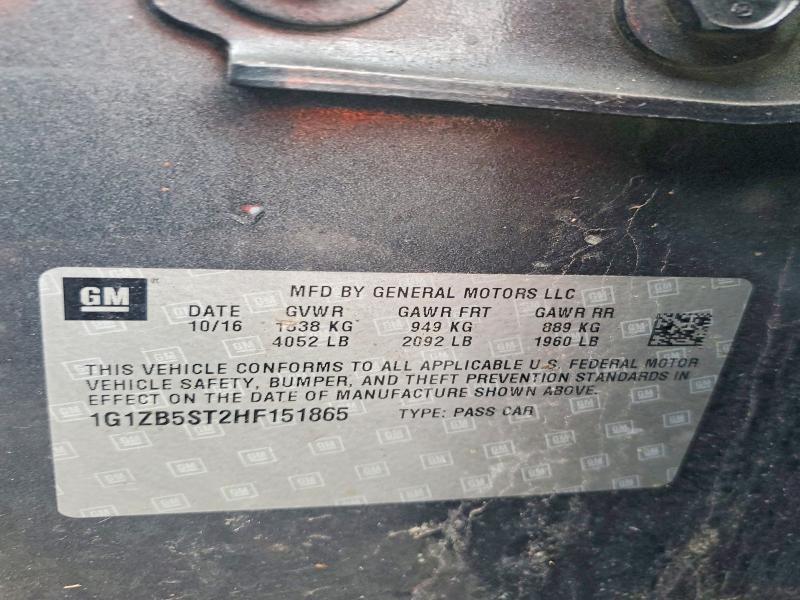 GM
MFD BY GENERAL MOTORS LLC
DATE GVWR GAWR FRT GAWR RR
10/16 1838 KG 949 KG 889 KG
4052 LB 2092 LB 1960 LB
THIS VEHICLE CONFORMS TO ALL APPLICABLE U.S. FEDERAL MOTOR
VEHICLE SAFETY, BUMPER, AND THEFT PREVENTION STANDARDS IN
EFFECT ON THE DATE OF MANUFACTURE SHOWN ABOVE.
1G1ZB5ST2HF151865 TYPE: PASS CAR